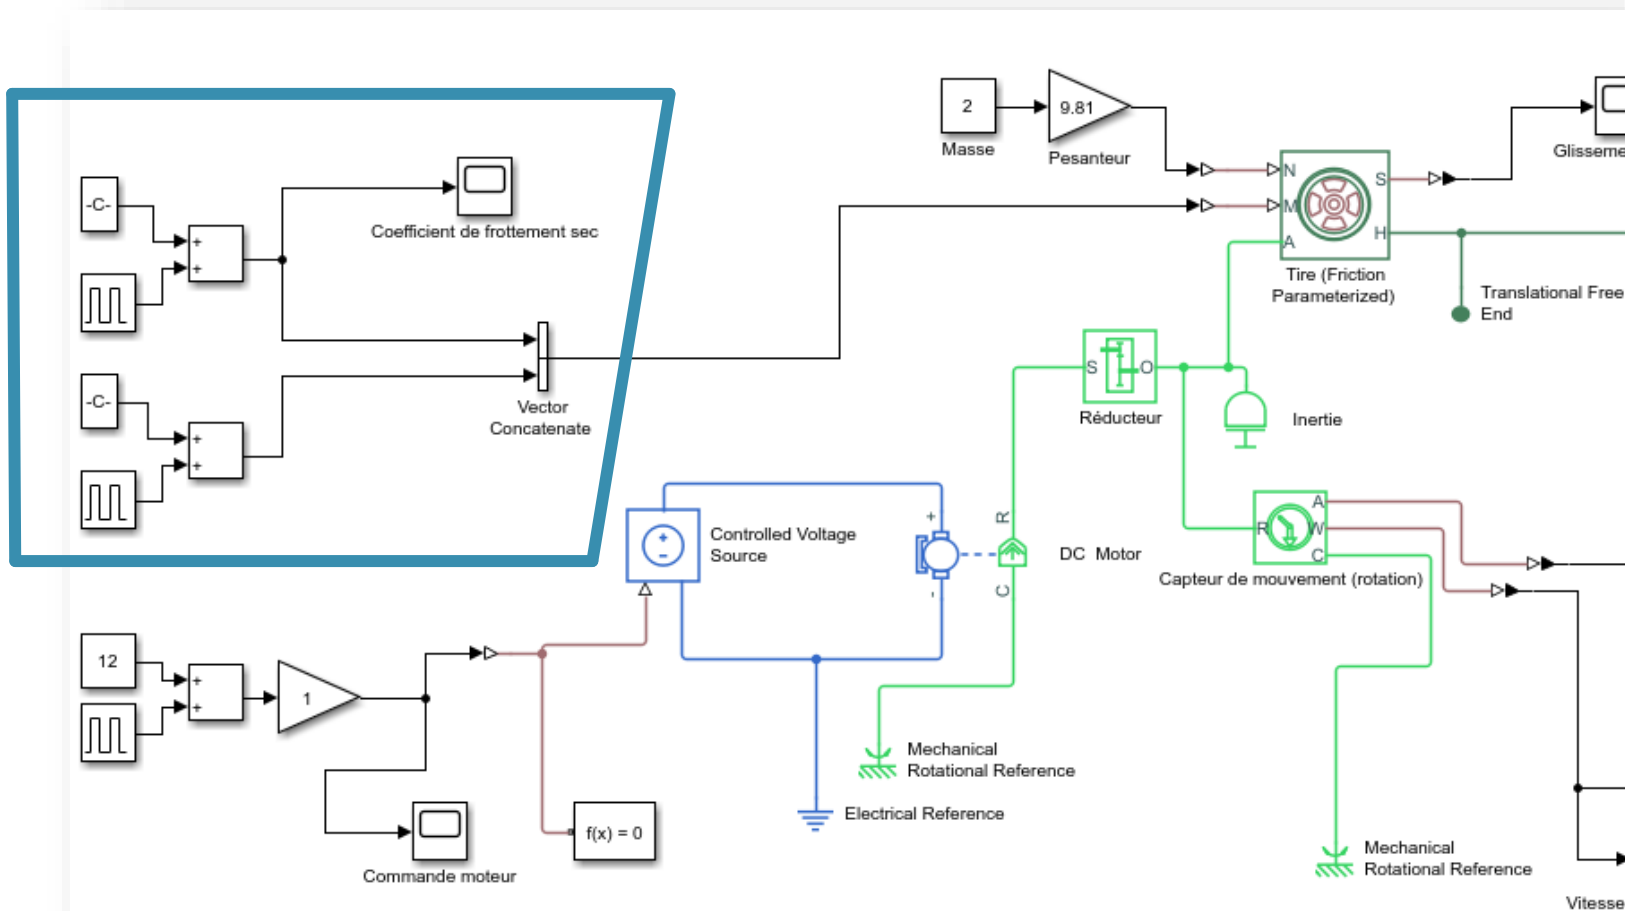 2
9.81
Masse
Pesanteur
N
M
A
S
H
Glisseme
Tire (Friction
Parameterized)
Translational Free
End
-C-
+
+
Coefficient de frottement sec
-C-
+
+
Vector
Concatenate
S
O
Réducteur
Inertie
Controlled Voltage
Source
+
-
+
-
R
C
DC Motor
R
A
W
C
Capteur de mouvement (rotation)
12
+
+
1
Commande moteur
f(x) = 0
Mechanical
Rotational Reference
Electrical Reference
Mechanical
Rotational Reference
Vitesse